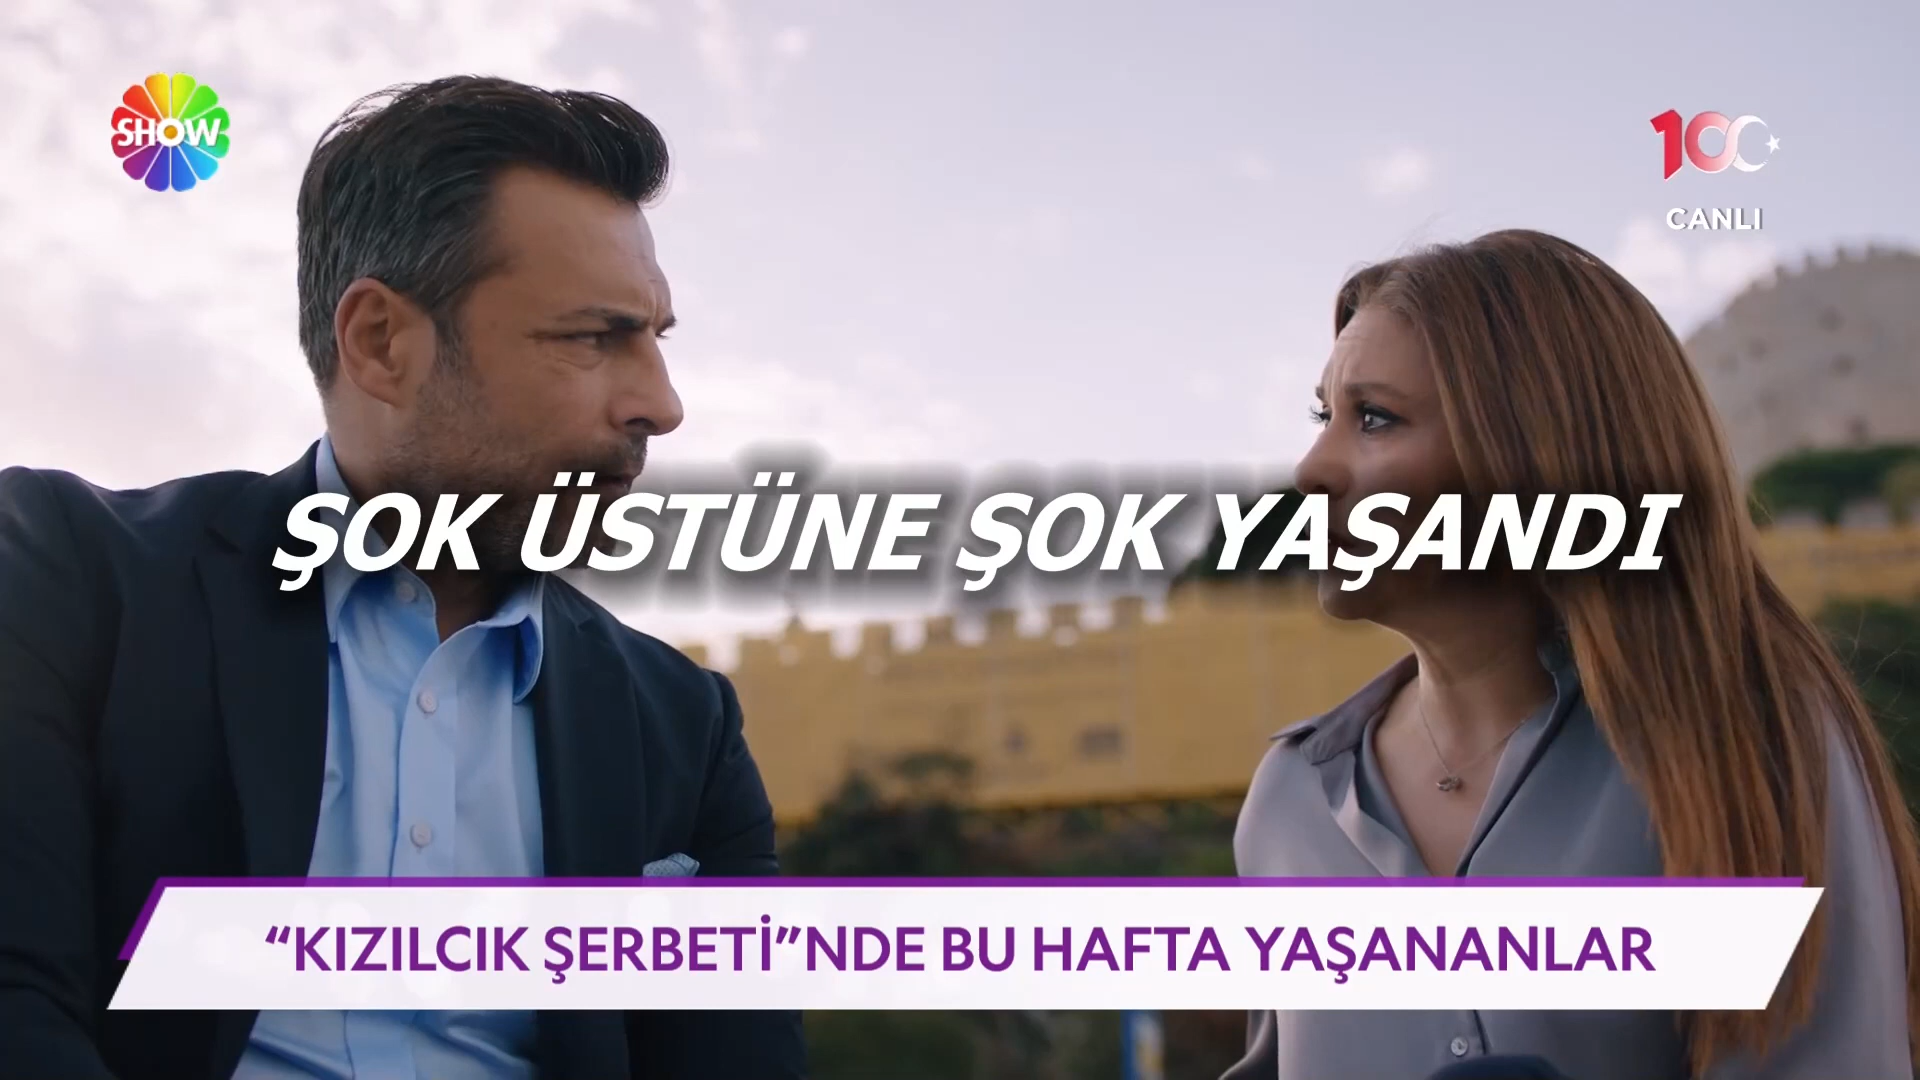 SHOW
100
CANLI
ŞOK ÜSTÜNE ŞOK YAŞANDI
“KIZILCIK ŞERBETİ”NDE BU HAFTA YAŞANANLAR